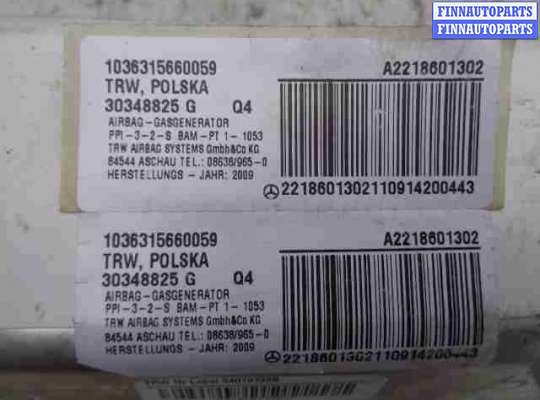 FINNAUTOPARTS
FINNAUTOPARTS
1036315660059 A2218601302
TRW, POLSKA
30348825 G Q4
AIRBAG-GASGENERATOR
PPI-3-2-S BAM-PT 1- 1053
TRW AIRBAG SYSTEMS Gmbh&Co KG
84544 ASCHAU TEL.: 08638/965-0
HERSTELLUNGS - JAHR: 2009
2218601302110914200443
1036315660059 A2218601302
TRW, POLSKA
30348825 G Q4
AIRBAG-GASGENERATOR
PPI-3-2-S BAM-PT 1- 1053
TRW AIRBAG SYSTEMS Gmbh&Co KG
84544 ASCHAU TEL.: 08638/965-0
HERSTELLUNGS - JAHR: 2009
2218601302110914200443